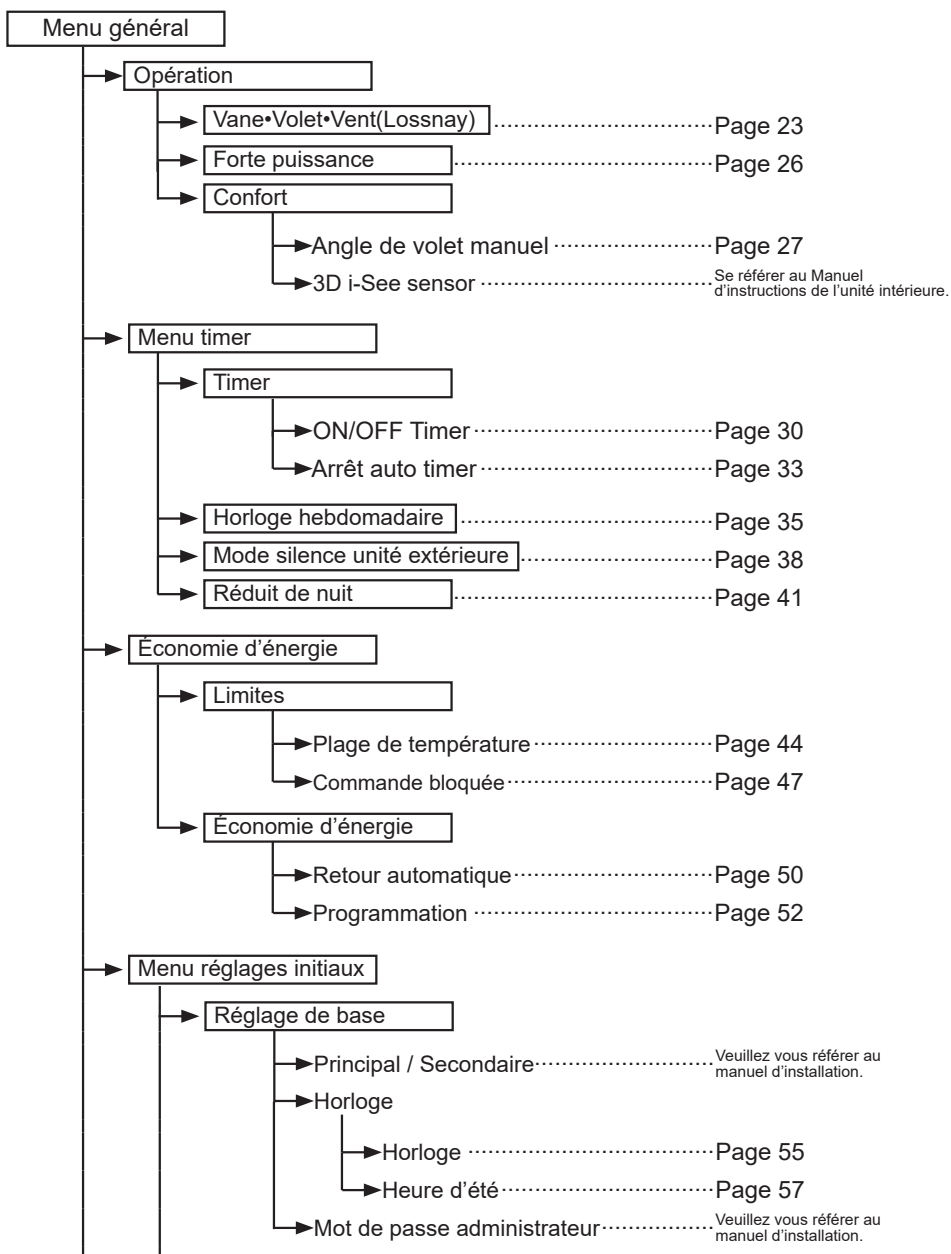 Menu général
Opération
Vane•Volet•Vent(Lossnay) Page 23
Forte puissance Page 26
Confort
Angle de volet manuel Page 27
3D i-See sensor Se référer au Manuel
d'instructions de l'unité intérieure.
Menu timer
Timer
ON/OFF Timer Page 30
Arrêt auto timer Page 33
Horloge hebdomadaire Page 35
Mode silence unité extérieure Page 38
Réduit de nuit Page 41
Économie d'énergie
Limites
Plage de température Page 44
Commande bloquée Page 47
Économie d'énergie
Retour automatique Page 50
Programmation Page 52
Menu réglages initiaux
Réglage de base
Principal / Secondaire Veuillez vous référer au
manuel d'installation.
Horloge
Horloge Page 55
Heure d'été Page 57
Mot de passe administrateur Veuillez vous référer au
manuel d'installation.